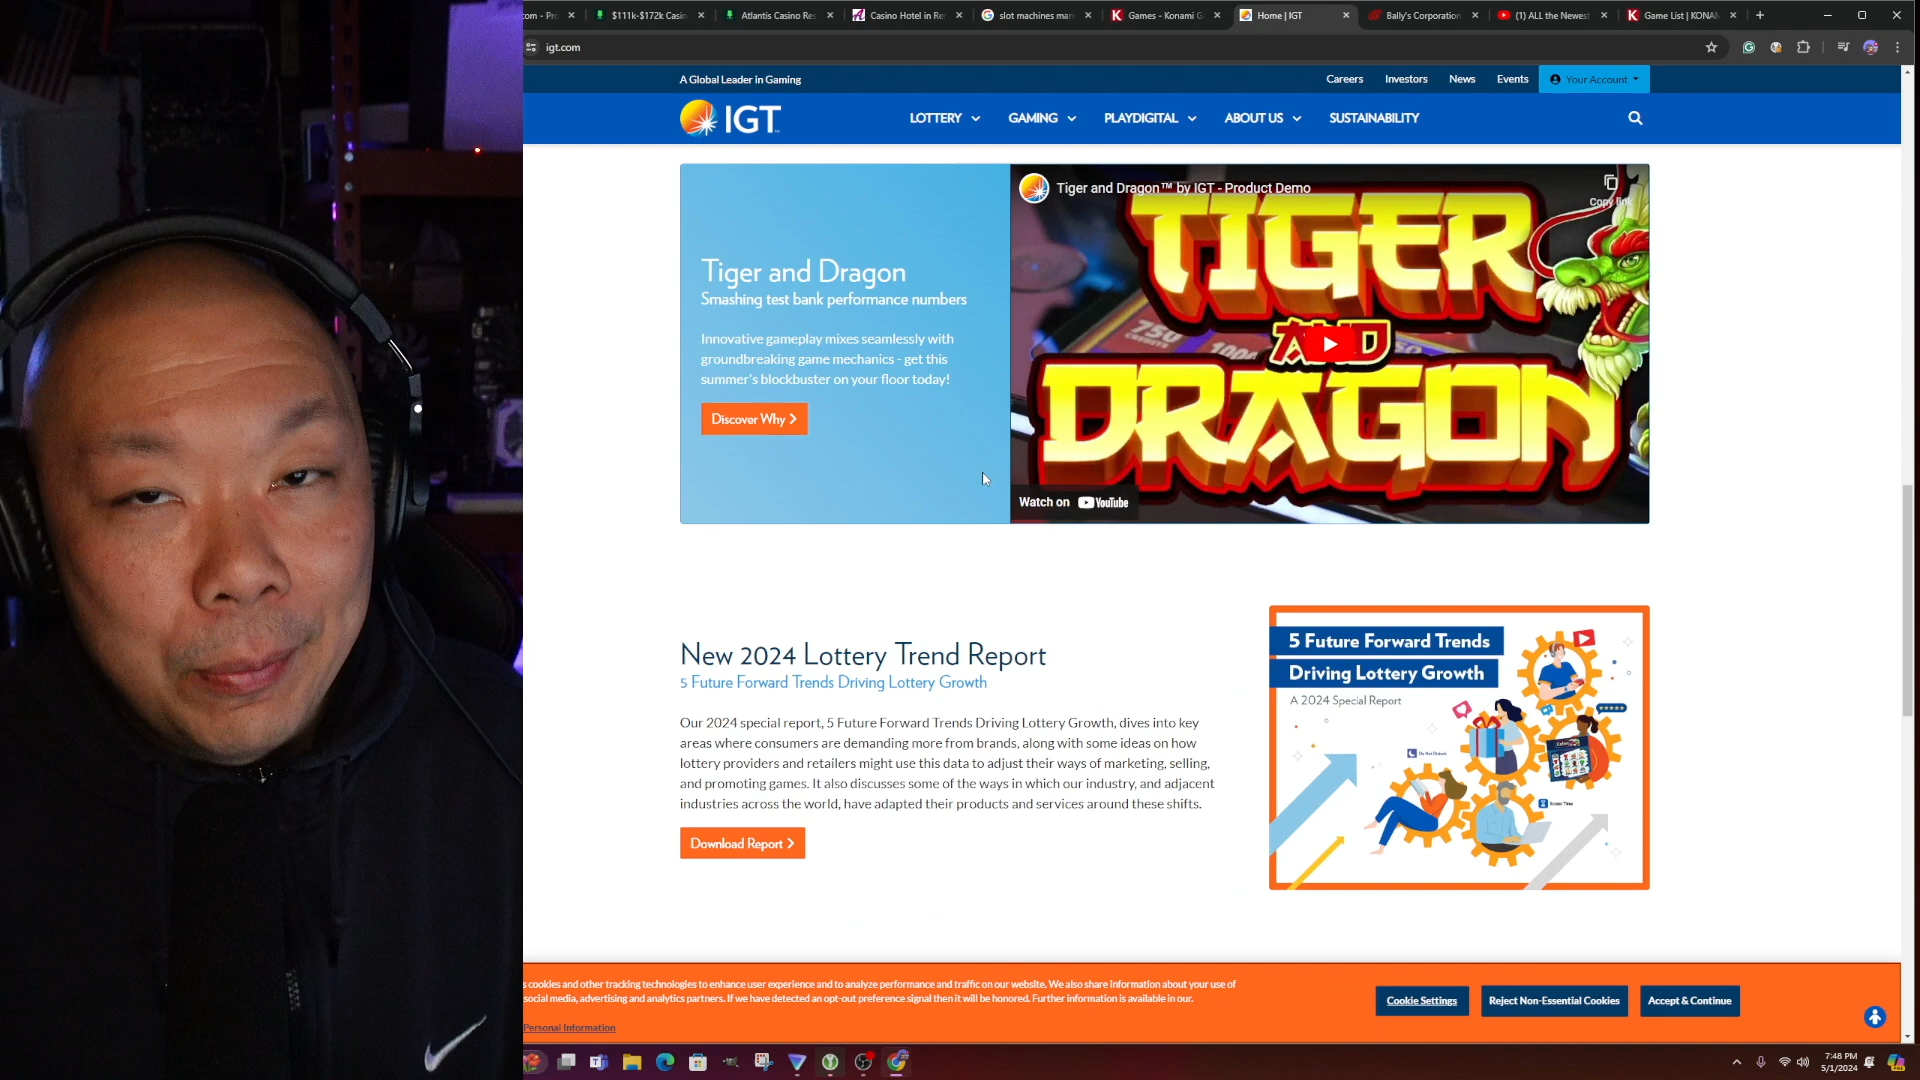 om - Pro
$111k-$172k Casin
Atlantis Casino Res
Casino Hotel in Re
slot machines man
Games - Konami G
Home | IGT
Bally's Corporation
(1) ALL the Newest
Game List | KONAM
igt.com
A Global Leader in Gaming
Careers
Investors
News
Events
Your Account
IGT
LOTTERY
GAMING
PLAYDIGITAL
ABOUT US
SUSTAINABILITY
Tiger and Dragon
Smashing test bank performance numbers
Innovative gameplay mixes seamlessly with
groundbreaking game mechanics - get this
summer's blockbuster on your floor today!
Discover Why
Tiger and Dragon™ by IGT - Product Demo
Copy link
TIGER
AND
DRAGON
750
CREDITS
1000
Watch on YouTube
New 2024 Lottery Trend Report
5 Future Forward Trends Driving Lottery Growth
Our 2024 special report, 5 Future Forward Trends Driving Lottery Growth, dives into key
areas where consumers are demanding more from brands, along with some ideas on how
lottery providers and retailers might use this data to adjust their ways of marketing, selling,
and promoting games. It also discusses some of the ways in which our industry, and adjacent
industries across the world, have adapted their products and services around these shifts.
Download Report
5 Future Forward Trends
Driving Lottery Growth
A 2024 Special Report
Do Not Disturb
Screen Time
s cookies and other tracking technologies to enhance user experience and to analyze performance and traffic on our website. We also share information about your use of
social media, advertising and analytics partners. If we have detected an opt-out preference signal then it will be honored. Further information is available in our.
Personal Information
Cookie Settings
Reject Non-Essential Cookies
Accept & Continue
7:48 PM
5/1/2024